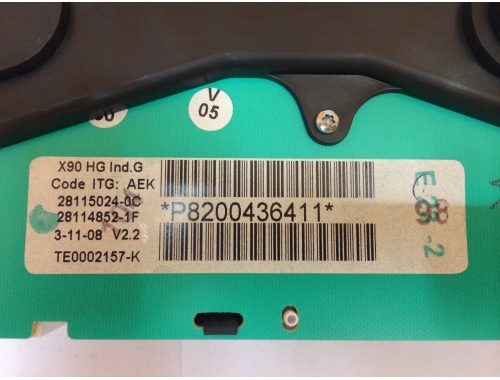 V
05
X90 HG Ind.G
Code ITG: AEK
28115024-0C
28114852-1F
3-11-08 V2.2
TE0002157-K
*P8200436411*